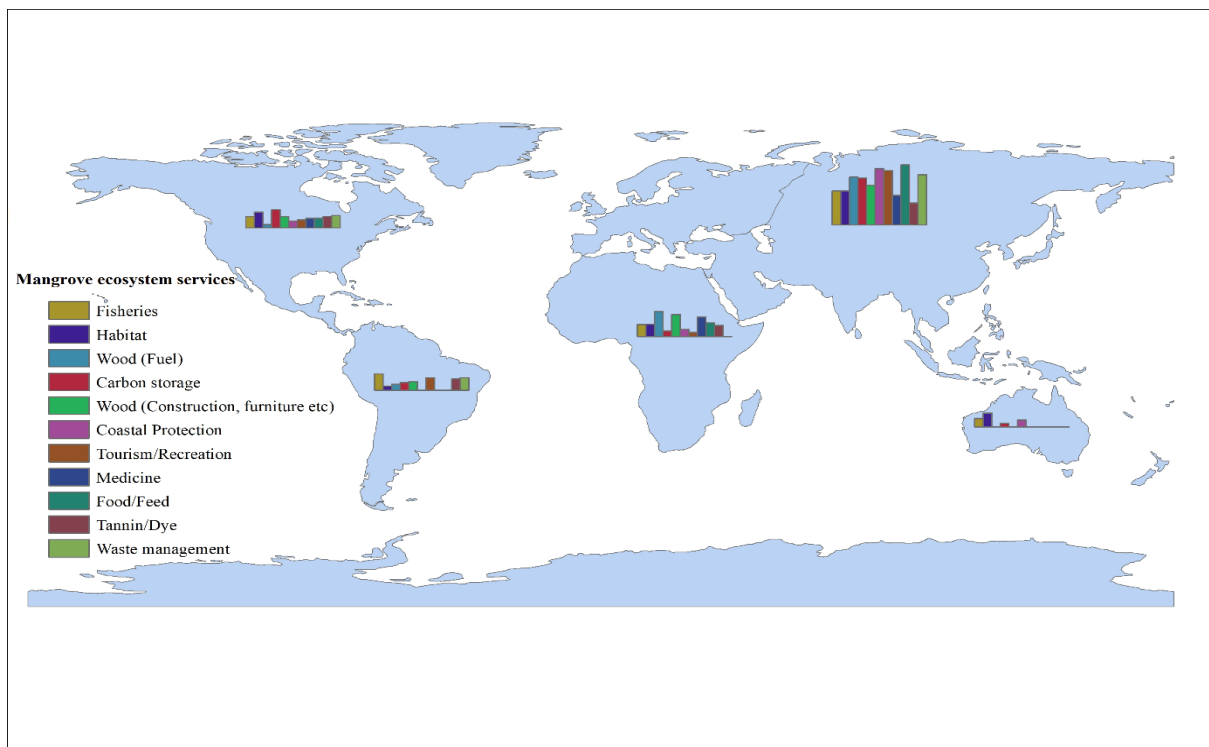 Mangrove ecosystem services
Fisheries
Habitat
Wood (Fuel)
Carbon storage
Wood (Construction, furniture etc)
Coastal Protection
Tourism/Recreation
Medicine
Food/Feed
Tannin/Dye
Waste management